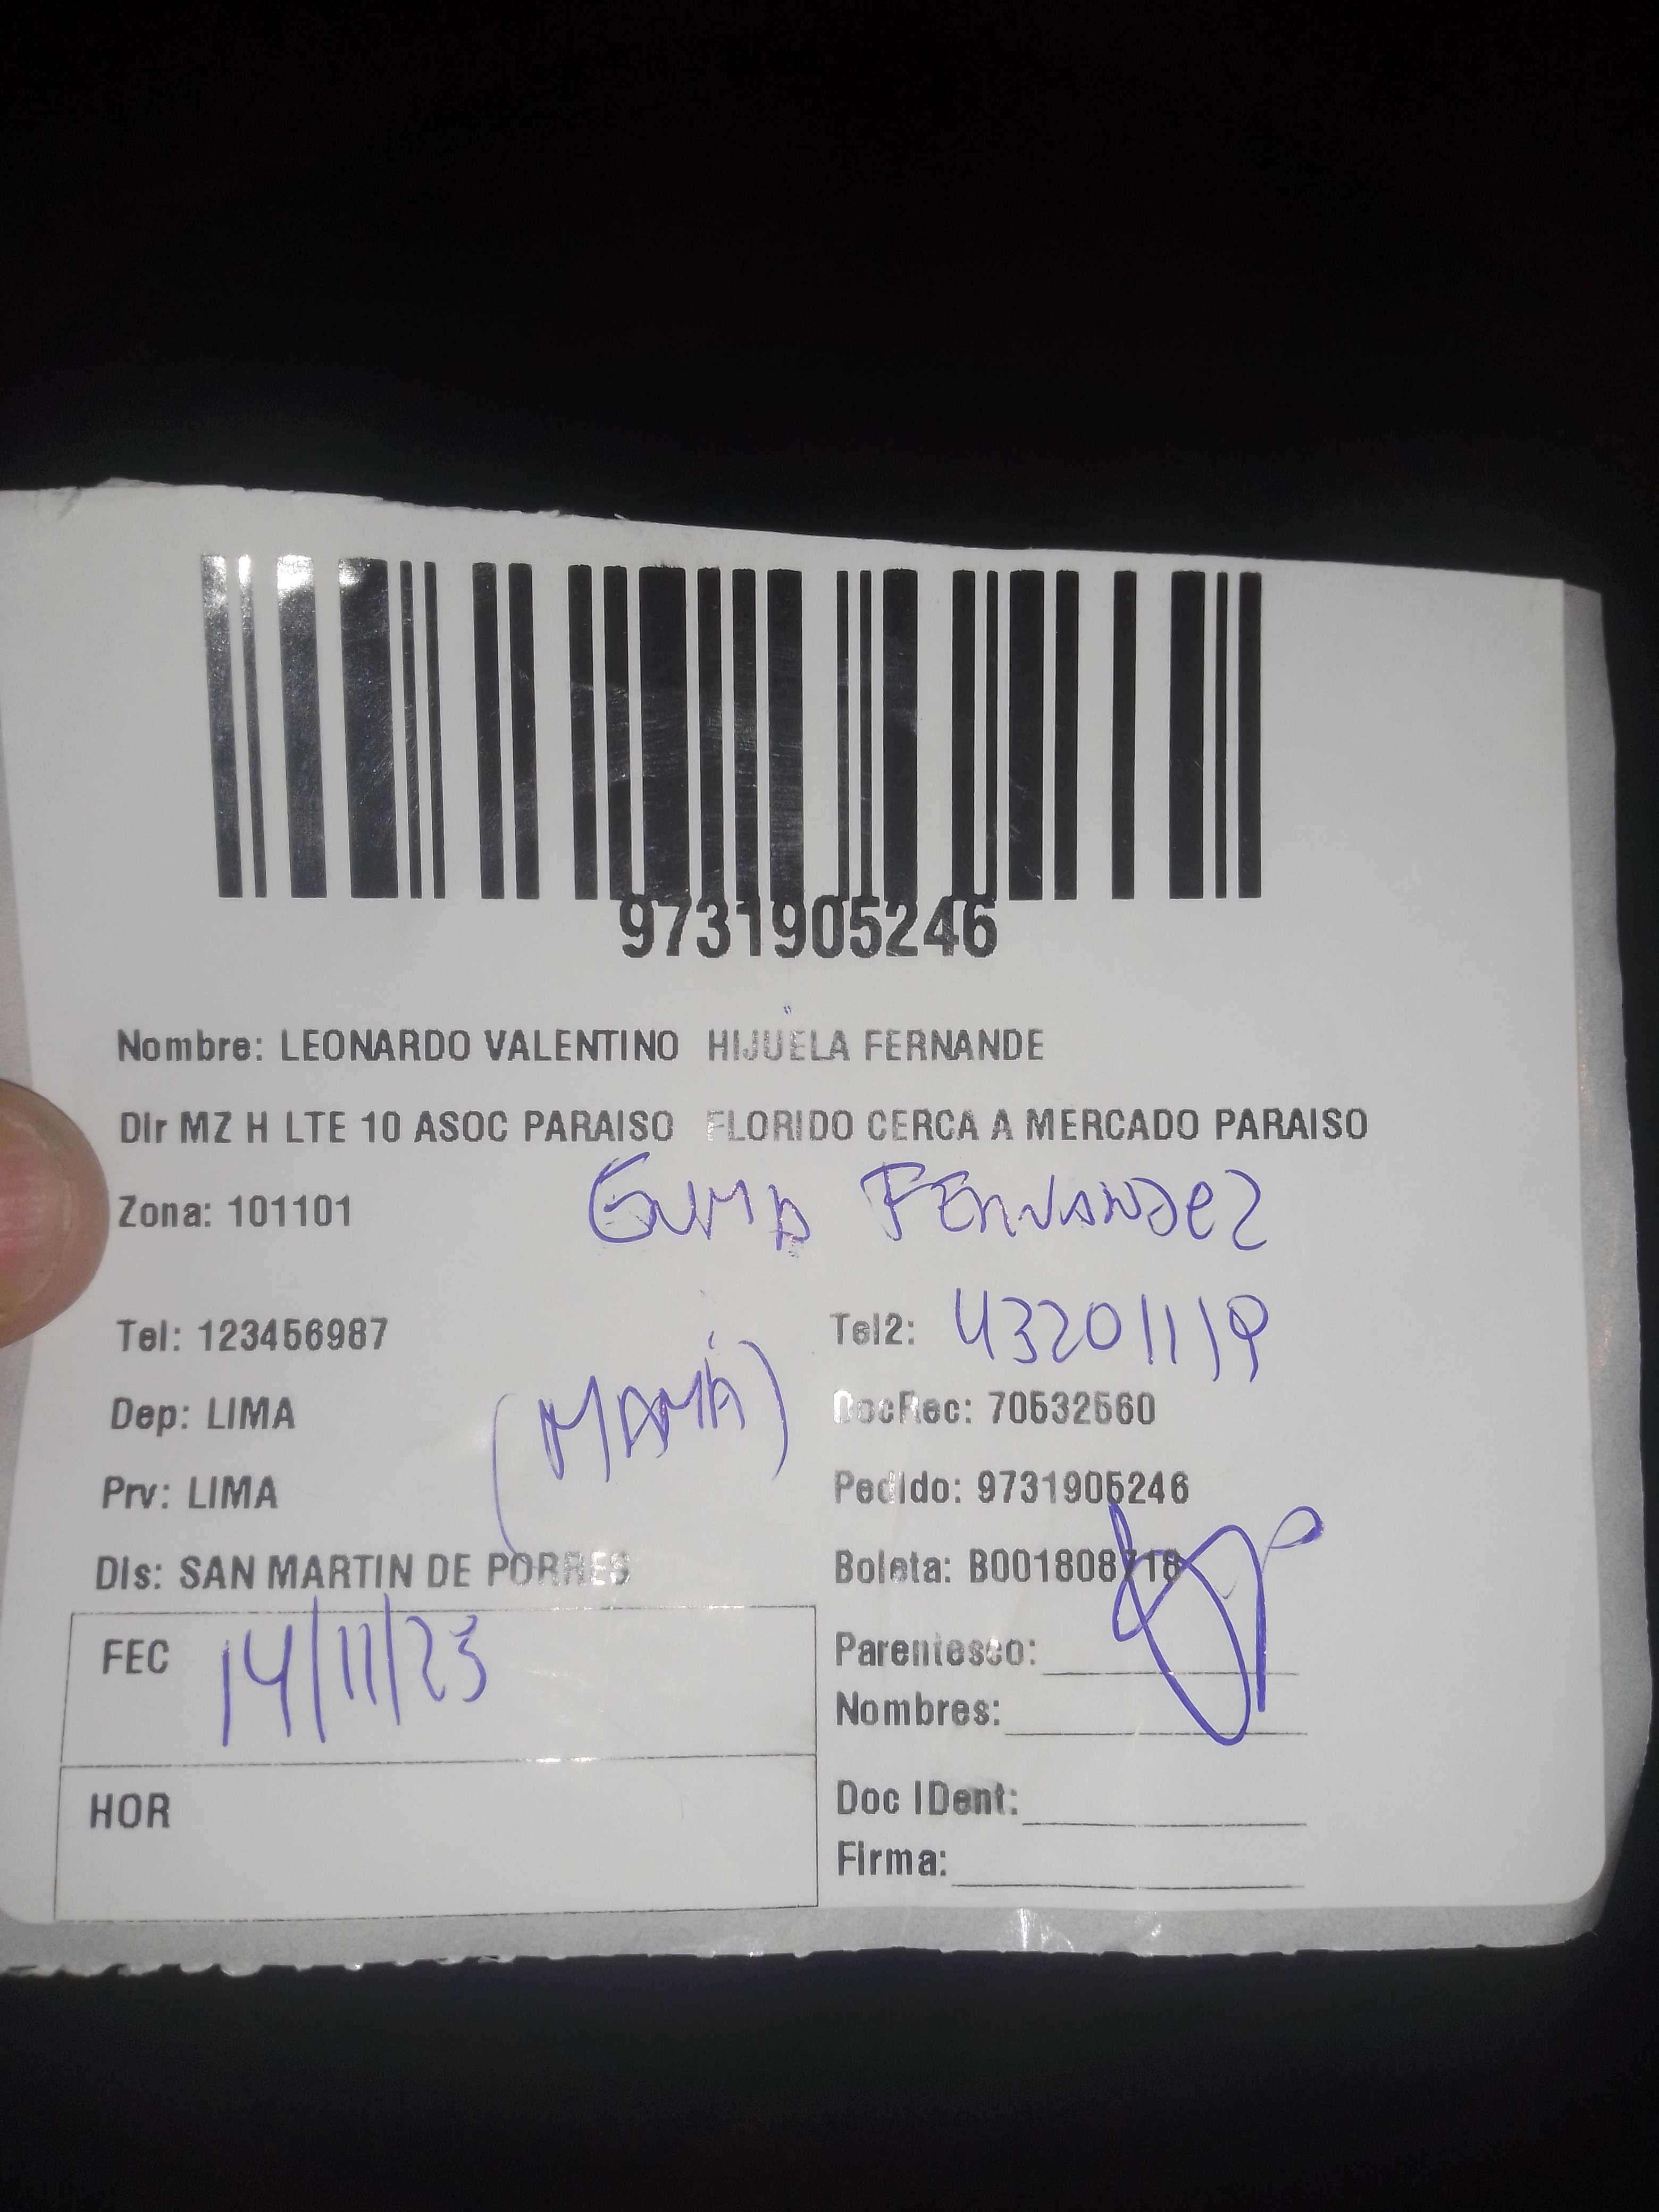 9731905246
Nombre: LEONARDO VALENTINO HIJUELA FERNANDE
Dir MZ H LTE 10 ASOC PARAISO FLORIDO CERCA A MERCADO PARAISO
Zona: 101101
FERNANDEZ
Tel: 123456987
Tel2: 43201119
Dep: LIMA
(MAMÁ)
DocRec: 70532560
Prv: LIMA
Pedido: 9731905246
Dis: SAN MARTIN DE PORRES
Boleta: B001808718
FEC 14/11/23
Parentesco:
Nombres:
HOR
Doc IDent:
Firma: